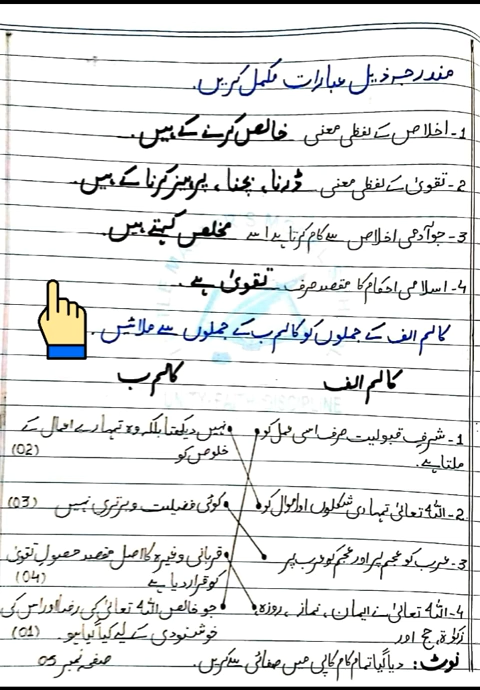 مندرجہ ذیل عبارات مکمل کریں۔
1- اخلاص کے لفظی معنی خالص کرنے کے ہیں۔
2- تقویٰ کے لفظی معنی ڈرنا، بچنا، پرہیز کرنا کے ہیں۔
3- جو آدمی اخلاص سے کام کرتا ہے اسے مخلص کہتے ہیں۔
4- اسلامی احکام کا مقصد صرف تقویٰ ہے۔
کالم الف کے جملوں کو کالم ب کے جملوں سے ملائیں۔
کالم الف کالم ب
1- شرفِ قبولیت صرف اسی عمل کو نہیں دیکھتا بلکہ وہ تمہارے اعمال کے
ملتا ہے۔ خلوص کو (02)
2- اللہ تعالیٰ تمہاری شکلوں اور اموال کو کوئی فضیلت و برتری نہیں (03)
3- عرب کو عجم پر اور عجم کو عرب پر قربانی وغیرہ کا اصل مقصد حصولِ تقویٰ
کو قرار دیا ہے (04)
4- اللہ تعالیٰ نے ایمان، نماز، روزہ، جو خالص اللہ تعالیٰ کی رضا اور اس کی
زکوٰۃ، حج اور خوشنودی کے لیے کیا گیا ہو۔ (01)
نوٹ: دیا گیا تمام کام کاپی میں صفائی سے کریں۔ صفحہ نمبر 05